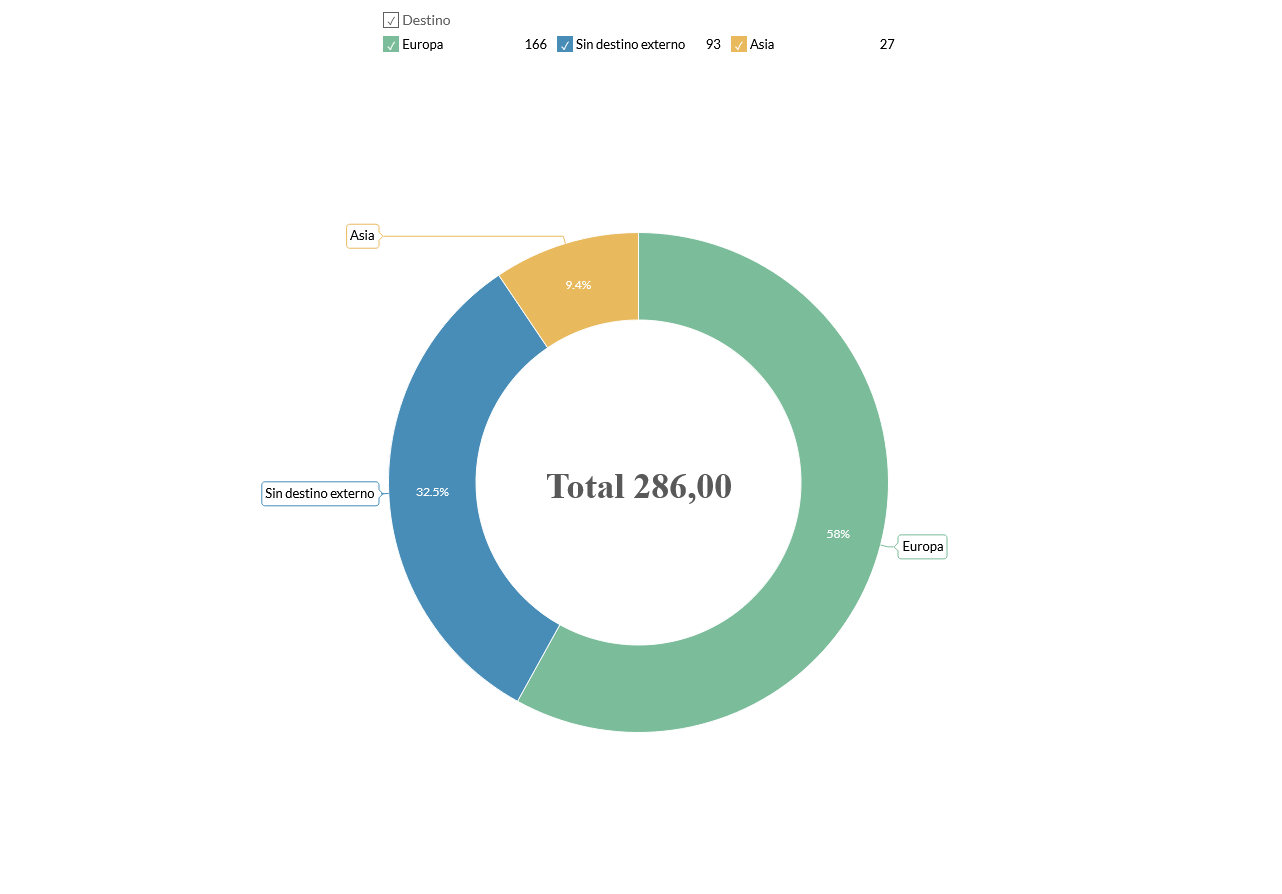 Destino
Europa 166 Sin destino externo 93 Asia 27
Asia
9.4%
Total 286,00
Sin destino externo
32.5%
58%
Europa